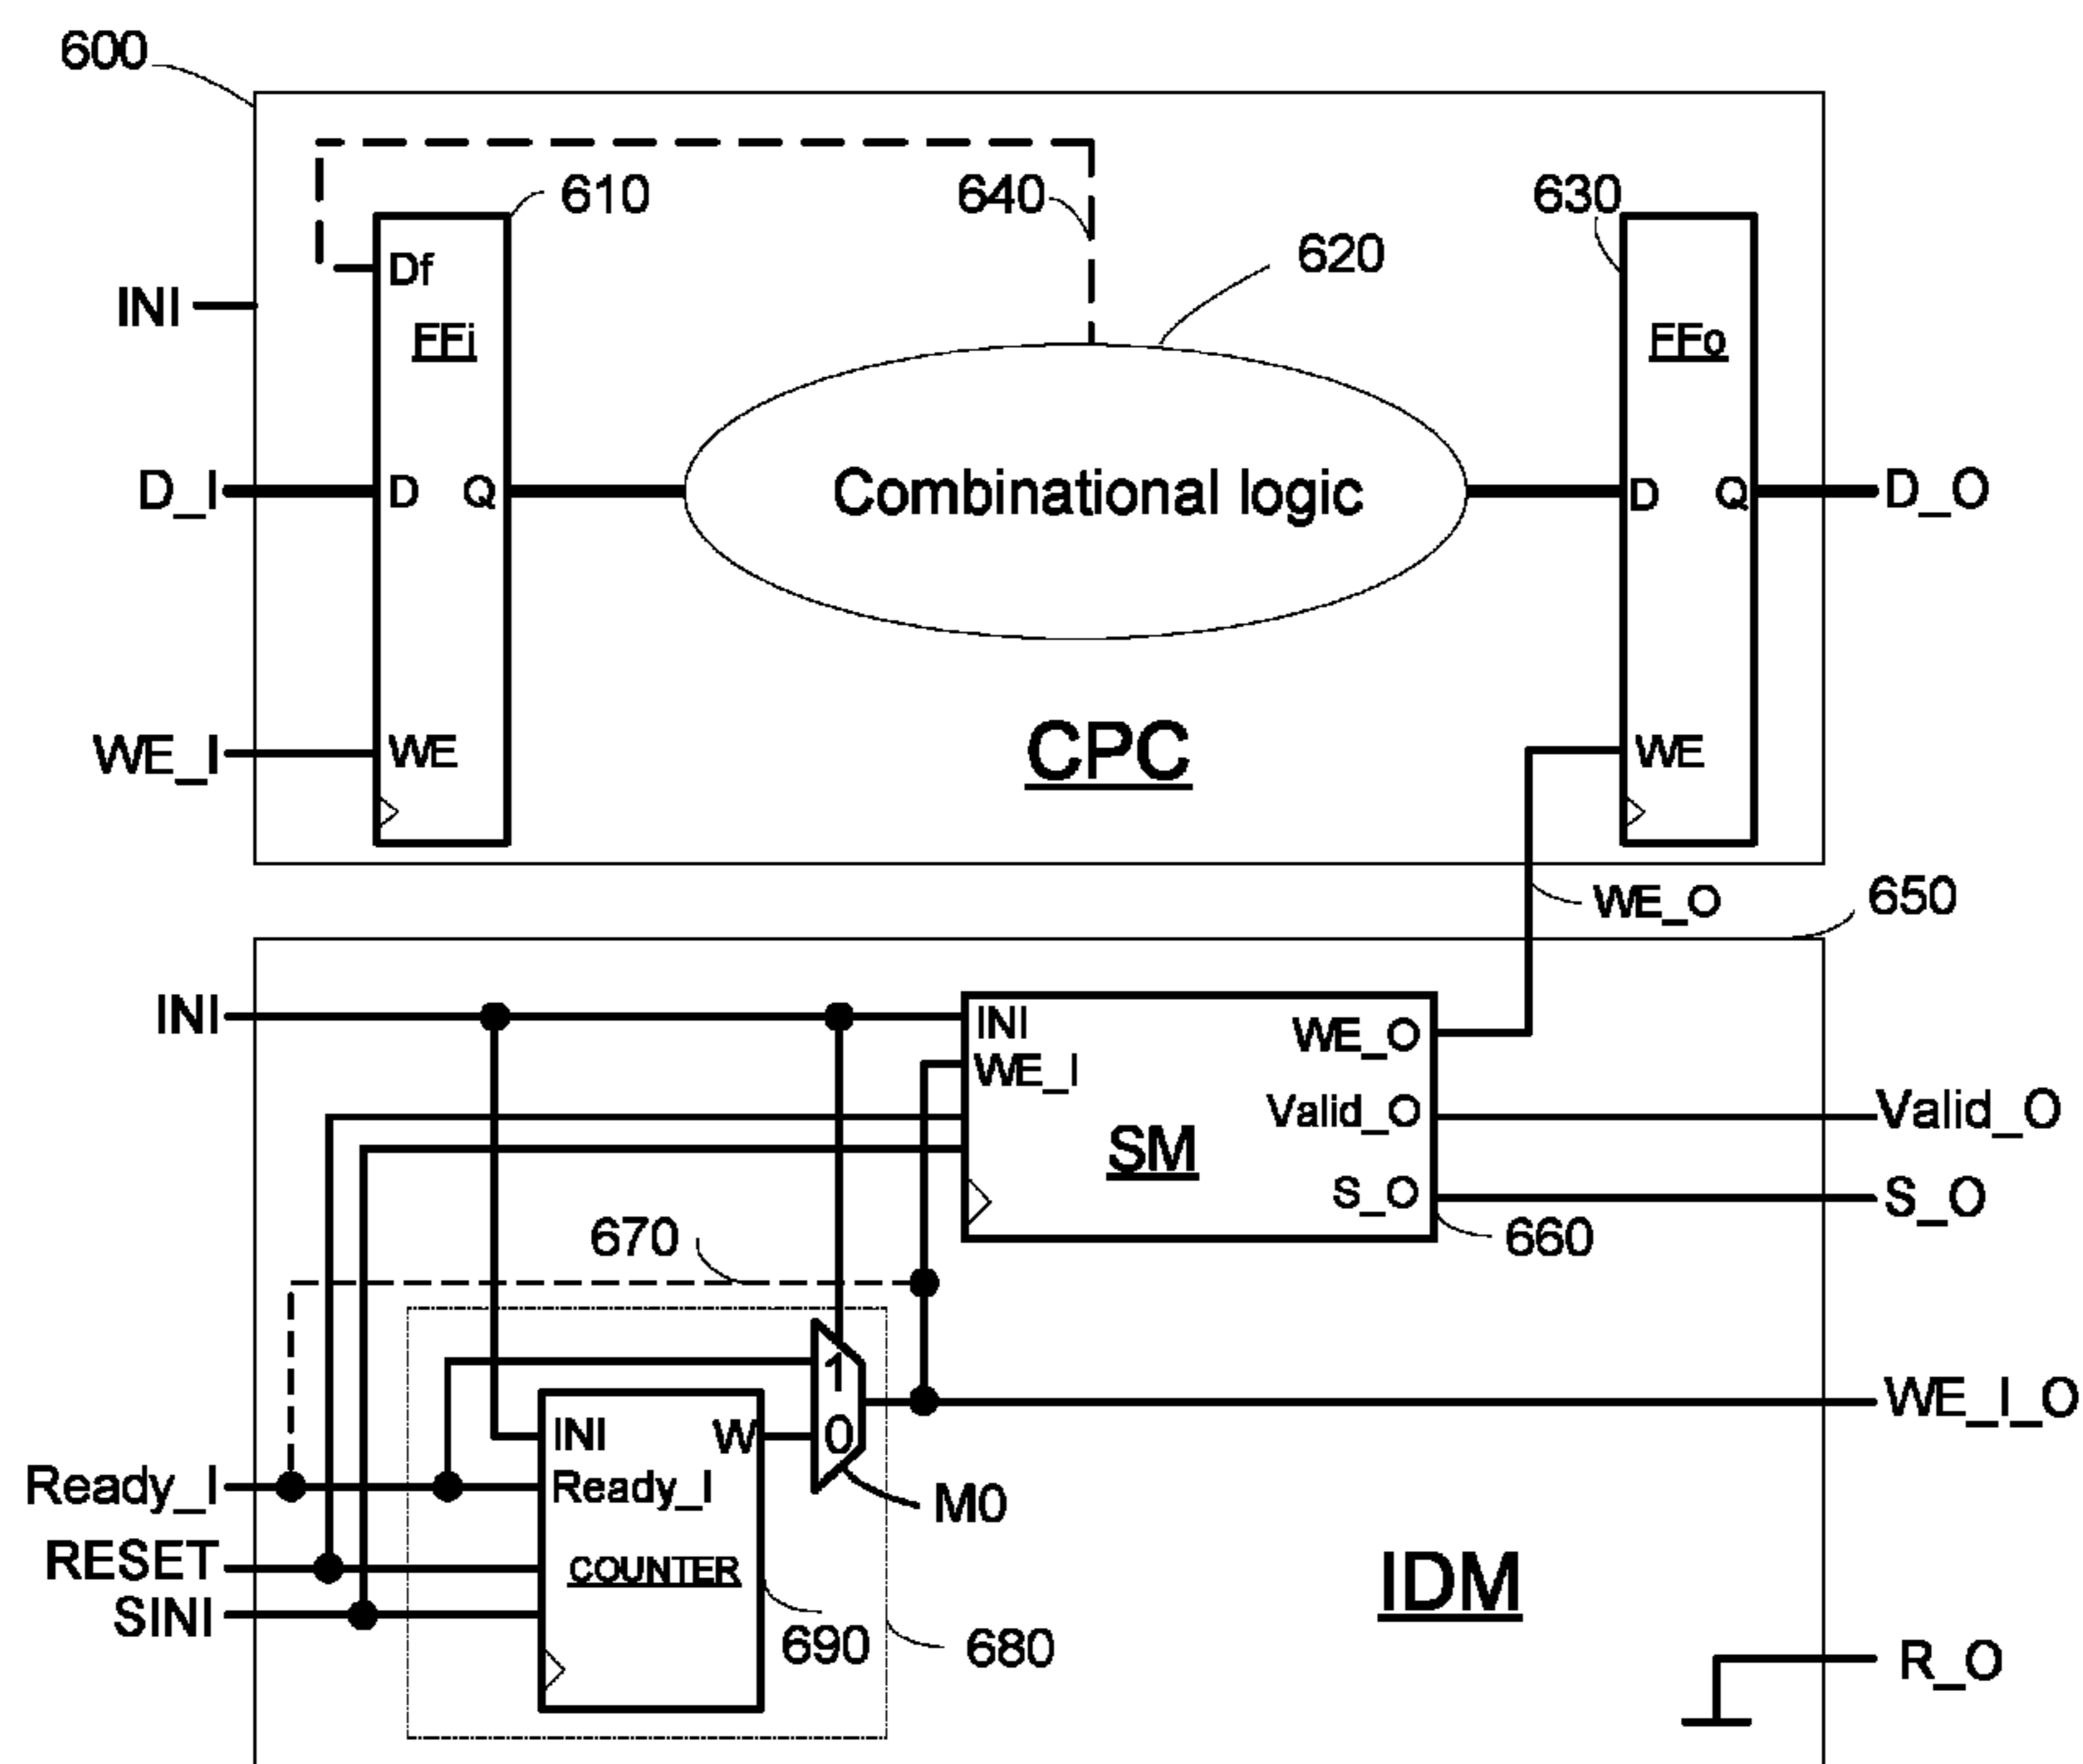 600
610
640
630
620
Df
INI
FFi
FFo
D_I
D
Q
Combinational logic
D
Q
D_O
WE_I
WE
CPC
WE
WE_O
650
INI
INI
WE_I
WE_O
Valid_O
Valid_O
SM
S_O
S_O
670
660
1
0
INI
W
WE_I_O
Ready_I
Ready_I
M0
RESET
COUNTER
IDM
SINI
690
680
R_O